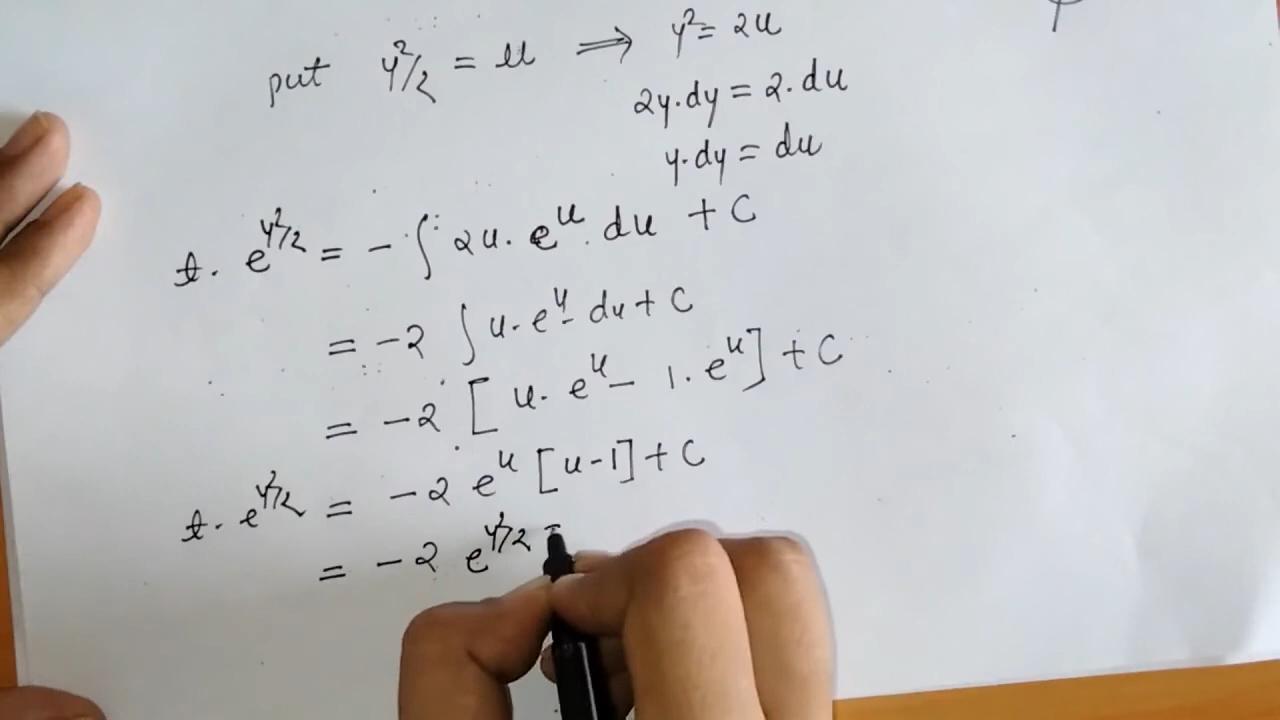 put y²/2 = u ⟹ y² = 2u
2y·dy = 2·du
y·dy = du
t· e^{y²/2} = - ∫ 2u· e^u· du + C
= -2 ∫ u· e^u· du + C
= -2 [u· e^u - 1· e^u] + C
t· e^{y²/2} = -2 e^u [u-1] + C
= -2 e^{y²/2}